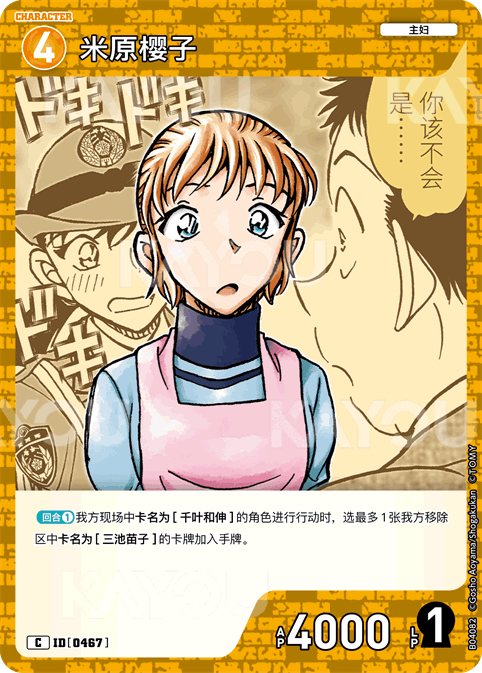 CHARACTER
4
米原樱子
主妇
ドキドキ
你该不会
是……
ドキ
KAYOU
KAYOU
KAYOU
回合1我方现场中卡名为[千叶和伸]的角色进行行动时，选最多1张我方移除
区中卡名为[三池苗子]的卡牌加入手牌。
KAYOU
C ID[0467]
AP 4000 LP 1
B04082 ©Gosho Aoyama/Shogakukan ©TOMY